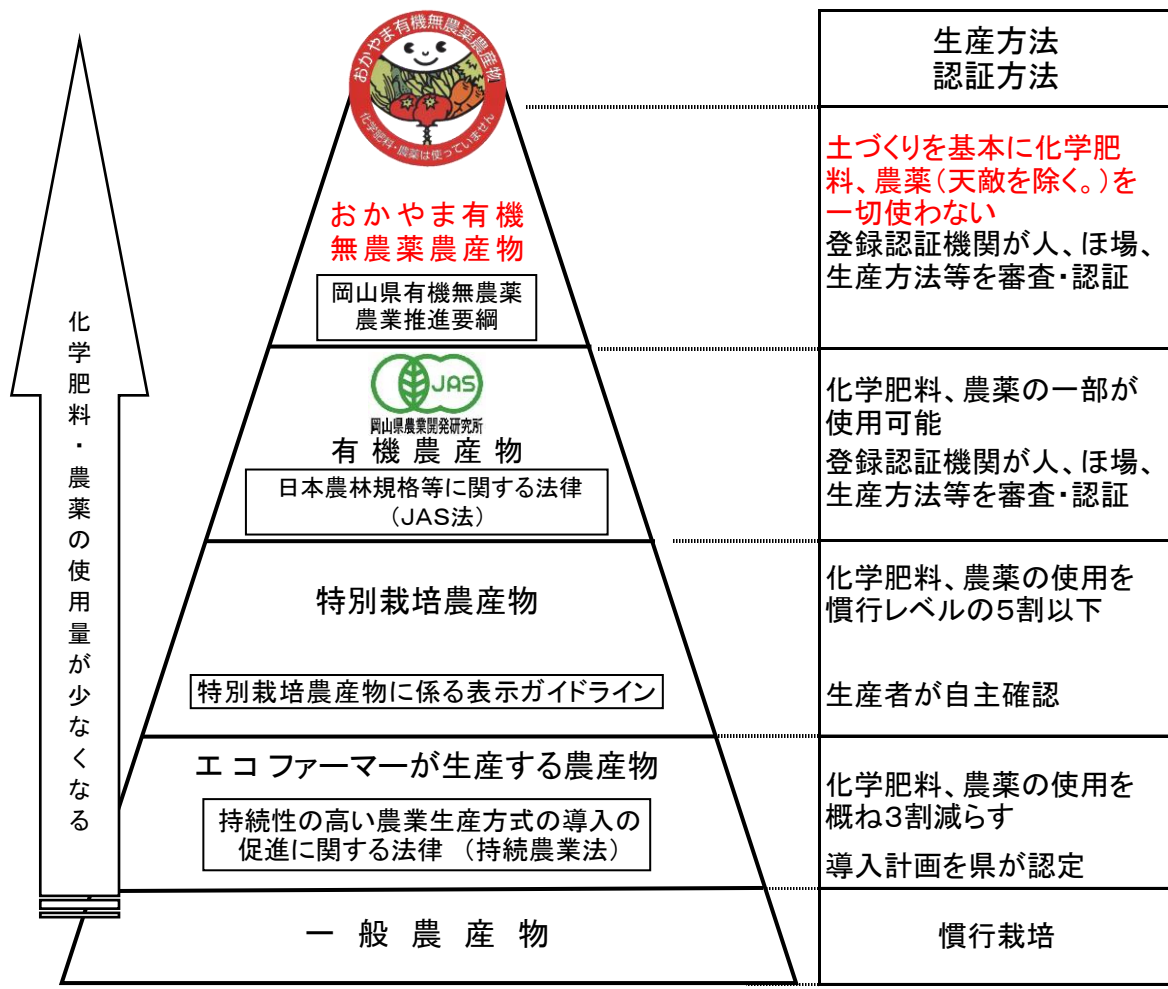 おかやま有機無農薬農産物
化学肥料・農薬は使っていません
おかやま有機
無農薬農産物
岡山県有機無農薬
農業推進要綱
JAS
岡山県農業開発研究所
有機農産物
日本農林規格等に関する法律
（JAS法）
特別栽培農産物
特別栽培農産物に係る表示ガイドライン
エコファーマーが生産する農産物
持続性の高い農業生産方式の導入の
促進に関する法律 （持続農業法）
一般農産物
化学肥料・農薬の使用量が少なくなる
生産方法
認証方法
土づくりを基本に化学肥
料、農薬（天敵を除く。）を
一切使わない
登録認証機関が人、ほ場、
生産方法等を審査・認証
化学肥料、農薬の一部が
使用可能
登録認証機関が人、ほ場、
生産方法等を審査・認証
化学肥料、農薬の使用を
慣行レベルの５割以下
生産者が自主確認
化学肥料、農薬の使用を
概ね３割減らす
導入計画を県が認定
慣行栽培